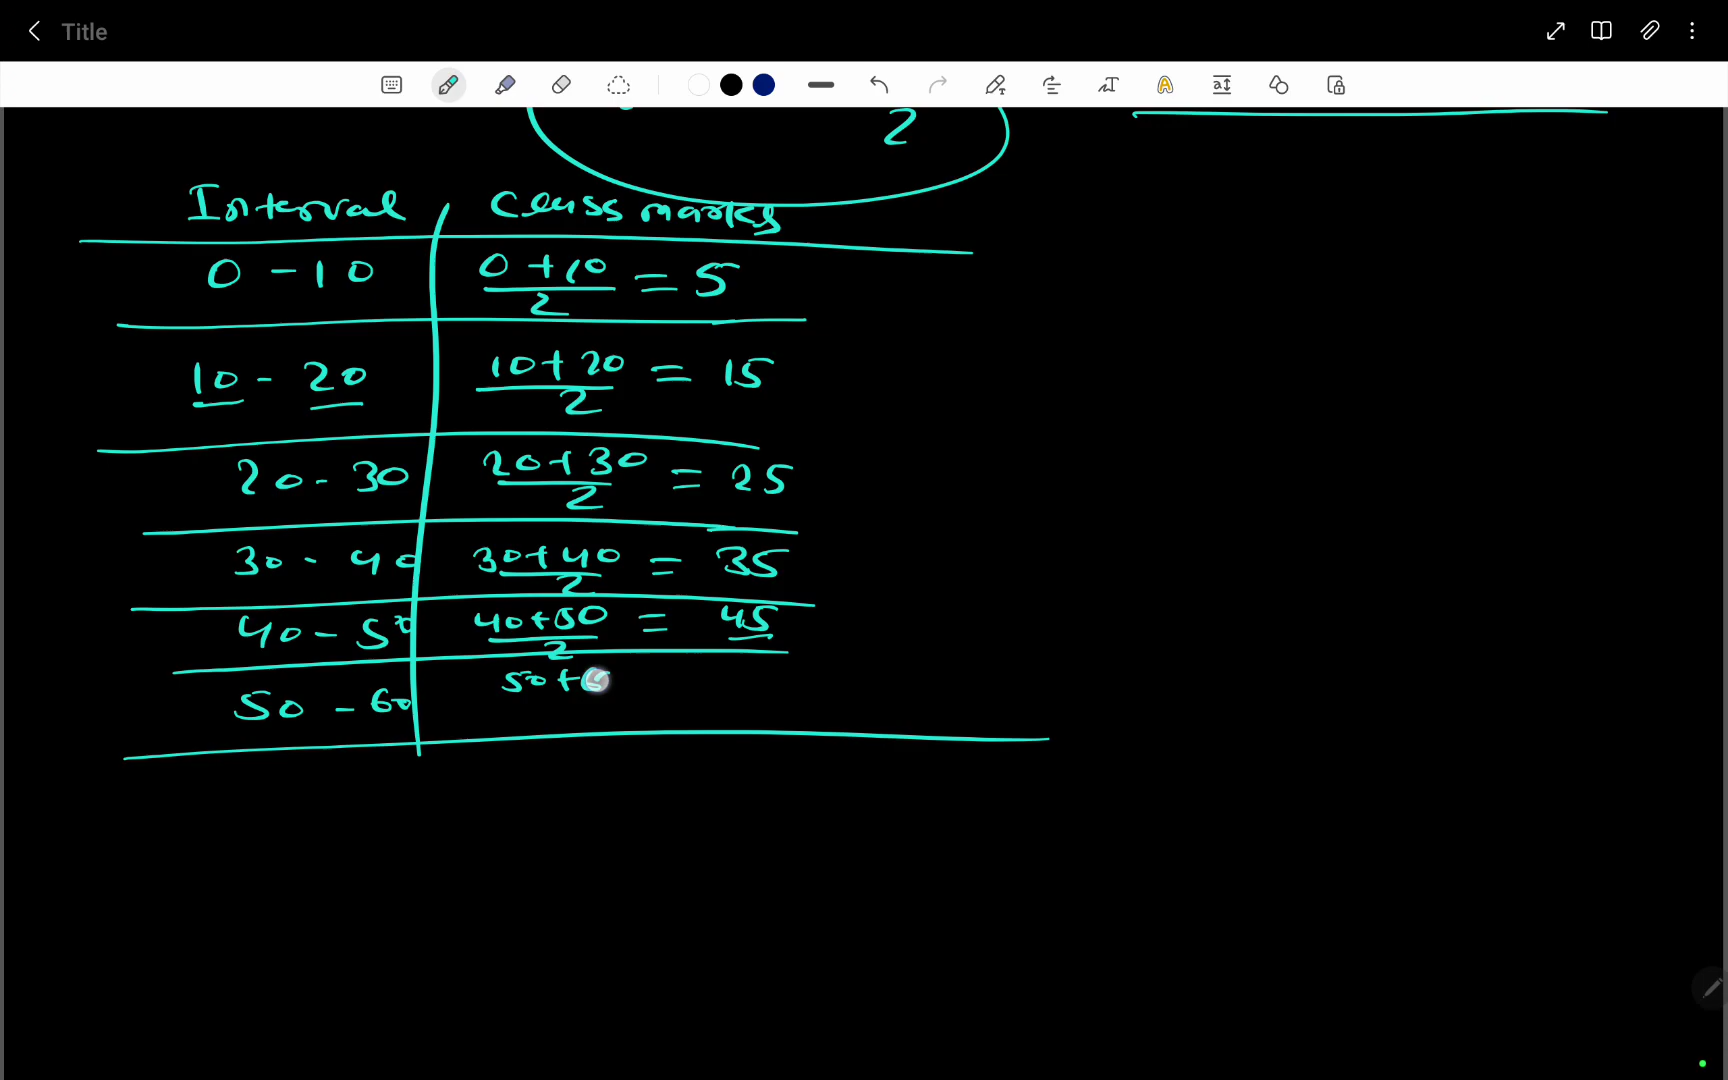 Title
2
Interval Class marks
0 - 10 0 + 10 / 2 = 5
10 - 20 10 + 20 / 2 = 15
20 - 30 20 + 30 / 2 = 25
30 - 40 30 + 40 / 2 = 35
40 - 50 40 + 50 / 2 = 45
50 - 60 50 +